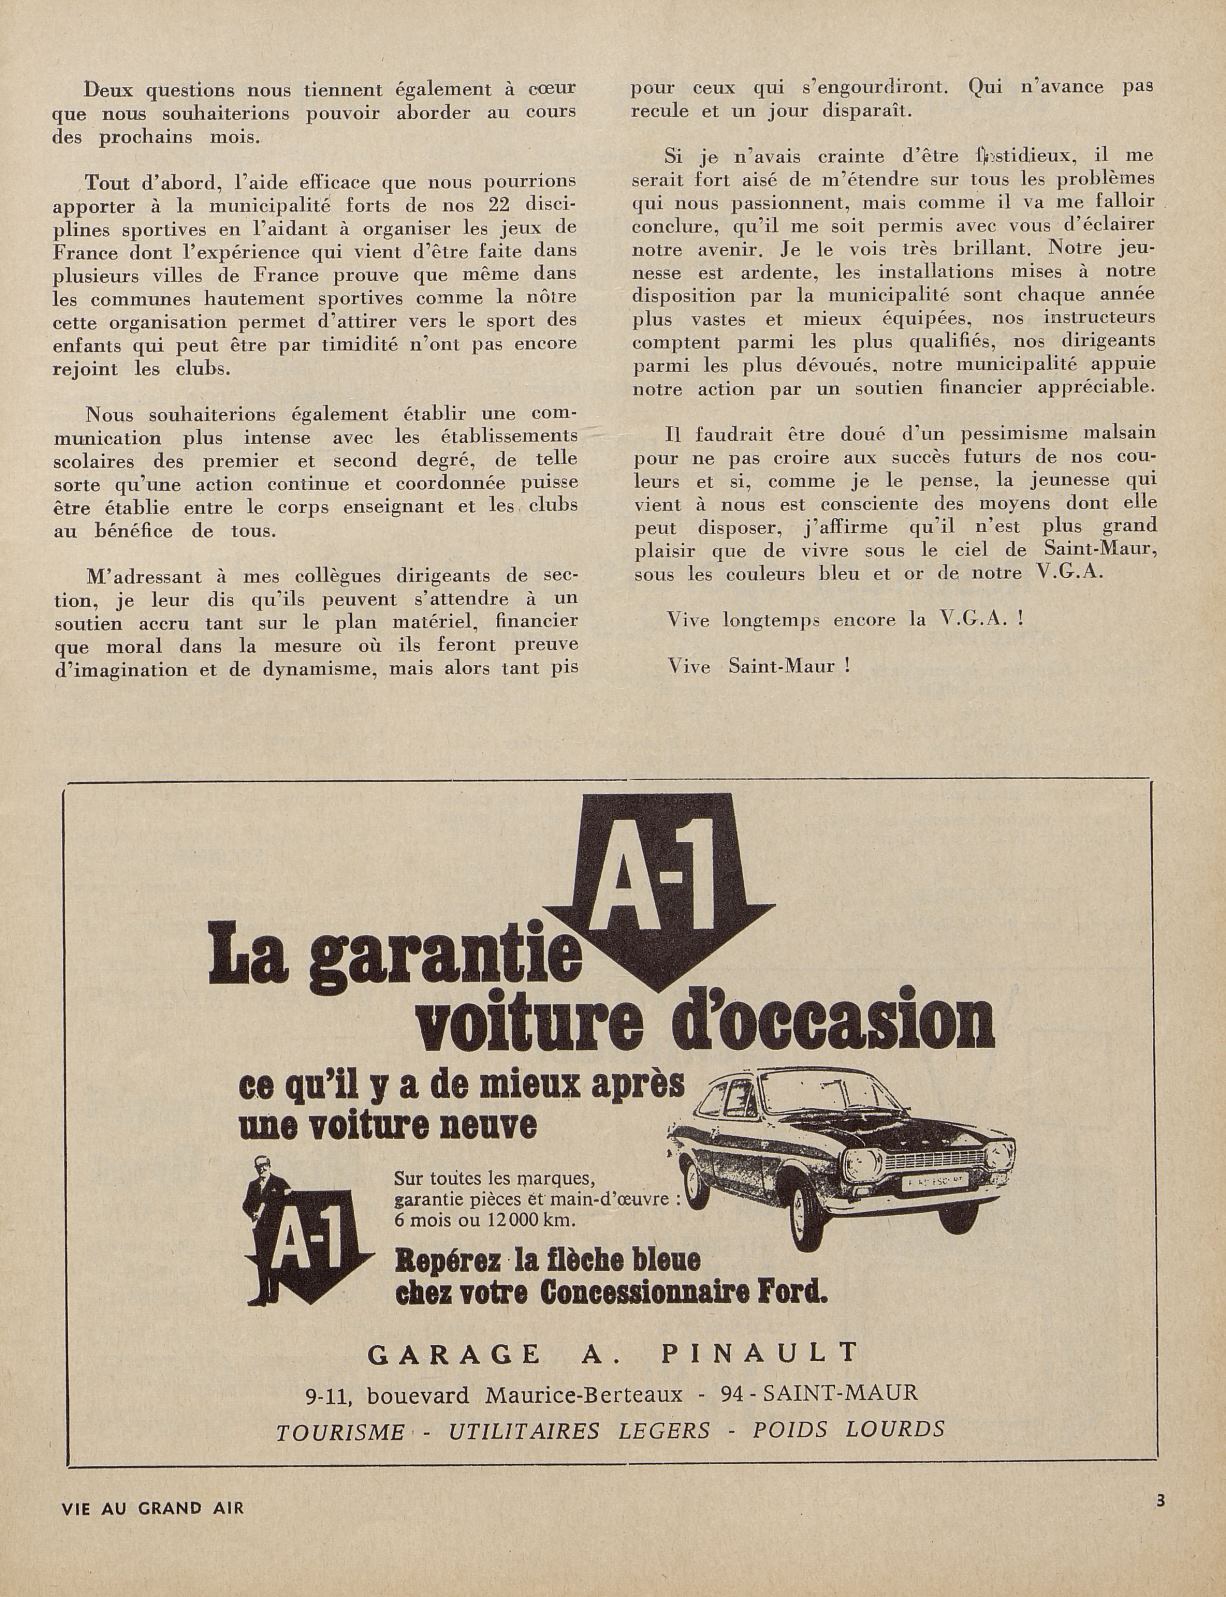 Deux questions nous tiennent également à cœur
que nous souhaiterions pouvoir aborder au cours
des prochains mois.
Tout d'abord, l'aide efficace que nous pourrions
apporter à la municipalité forts de nos 22 disci-
plines sportives en l'aidant à organiser les jeux de
France dont l'expérience qui vient d'être faite dans
plusieurs villes de France prouve que même dans
les communes hautement sportives comme la nôtre
cette organisation permet d'attirer vers le sport des
enfants qui peut être par timidité n'ont pas encore
rejoint les clubs.
Nous souhaiterions également établir une com-
munication plus intense avec les établissements
scolaires des premier et second degré, de telle
sorte qu'une action continue et coordonnée puisse
être établie entre le corps enseignant et les clubs
au bénéfice de tous.
M'adressant à mes collègues dirigeants de sec-
tion, je leur dis qu'ils peuvent s'attendre à un
soutien accru tant sur le plan matériel, financier
que moral dans la mesure où ils feront preuve
d'imagination et de dynamisme, mais alors tant pis
pour ceux qui s'engourdiront. Qui n'avance pas
recule et un jour disparaît.
Si je n'avais crainte d'être fastidieux, il me
serait fort aisé de m'étendre sur tous les problèmes
qui nous passionnent, mais comme il va me falloir
conclure, qu'il me soit permis avec vous d'éclairer
notre avenir. Je le vois très brillant. Notre jeu-
nesse est ardente, les installations mises à notre
disposition par la municipalité sont chaque année
plus vastes et mieux équipées, nos instructeurs
comptent parmi les plus qualifiés, nos dirigeants
parmi les plus dévoués, notre municipalité appuie
notre action par un soutien financier appréciable.
Il faudrait être doué d'un pessimisme malsain
pour ne pas croire aux succès futurs de nos cou-
leurs et si, comme je le pense, la jeunesse qui
vient à nous est consciente des moyens dont elle
peut disposer, j'affirme qu'il n'est plus grand
plaisir que de vivre sous le ciel de Saint-Maur,
sous les couleurs bleu et or de notre V.G.A.
Vive longtemps encore la V.G.A. !
Vive Saint-Maur !
A-1
La garantie
voiture d'occasion
ce qu'il y a de mieux après
une voiture neuve
Sur toutes les marques,
garantie pièces et main-d'œuvre :
6 mois ou 12 000 km.
A-1
Repérez la flèche bleue
chez votre Concessionnaire Ford.
GARAGE A. PINAULT
9-11, bouevard Maurice-Berteaux - 94 - SAINT-MAUR
TOURISME - UTILITAIRES LEGERS - POIDS LOURDS
VIE AU GRAND AIR
3